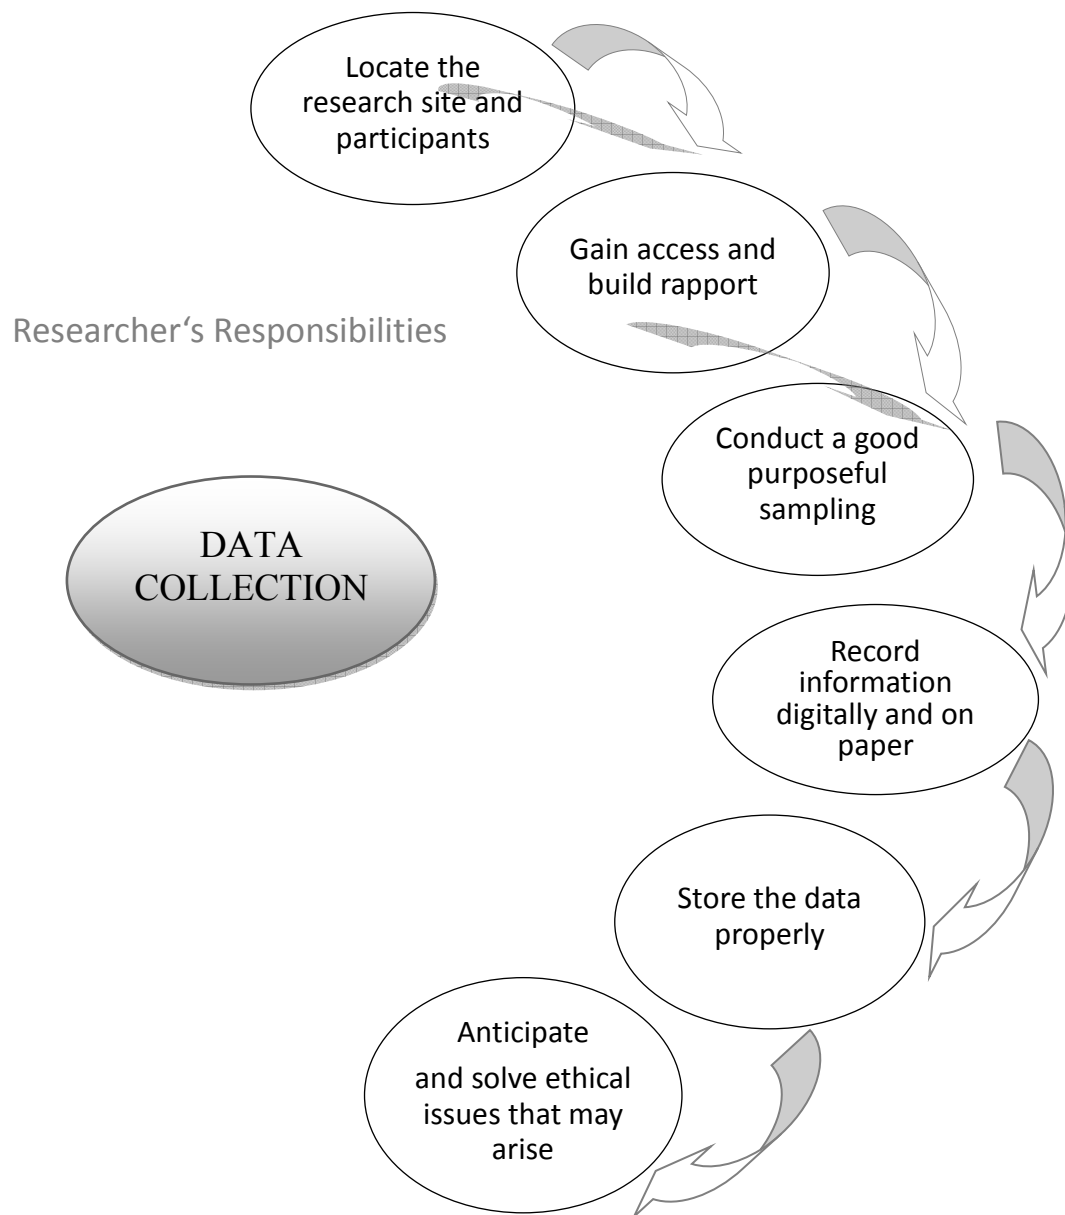 Locate the
research site and
participants
Gain access and
build rapport
Researcher‘s Responsibilities
Conduct a good
purposeful
sampling
DATA
COLLECTION
Record
information
digitally and on
paper
Store the data
properly
Anticipate
and solve ethical
issues that may
arise